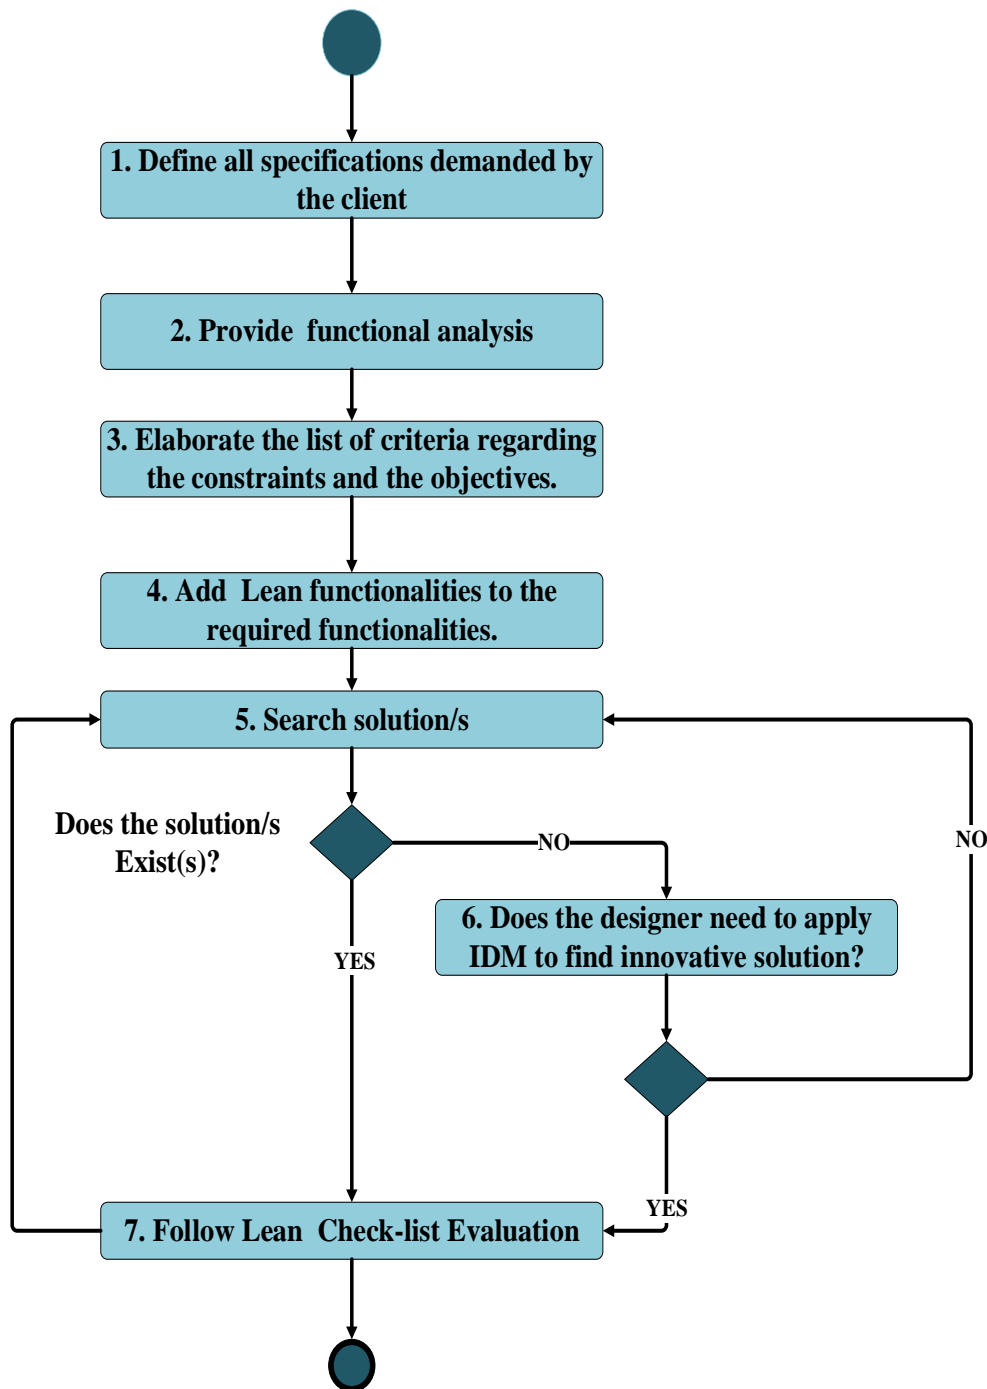 1. Define all specifications demanded by
the client
2. Provide functional analysis
3. Elaborate the list of criteria regarding
the constraints and the objectives.
4. Add Lean functionalities to the
required functionalities.
5. Search solution/s
Does the solution/s
Exist(s)?
NO
NO
6. Does the designer need to apply
IDM to find innovative solution?
YES
YES
7. Follow Lean Check-list Evaluation